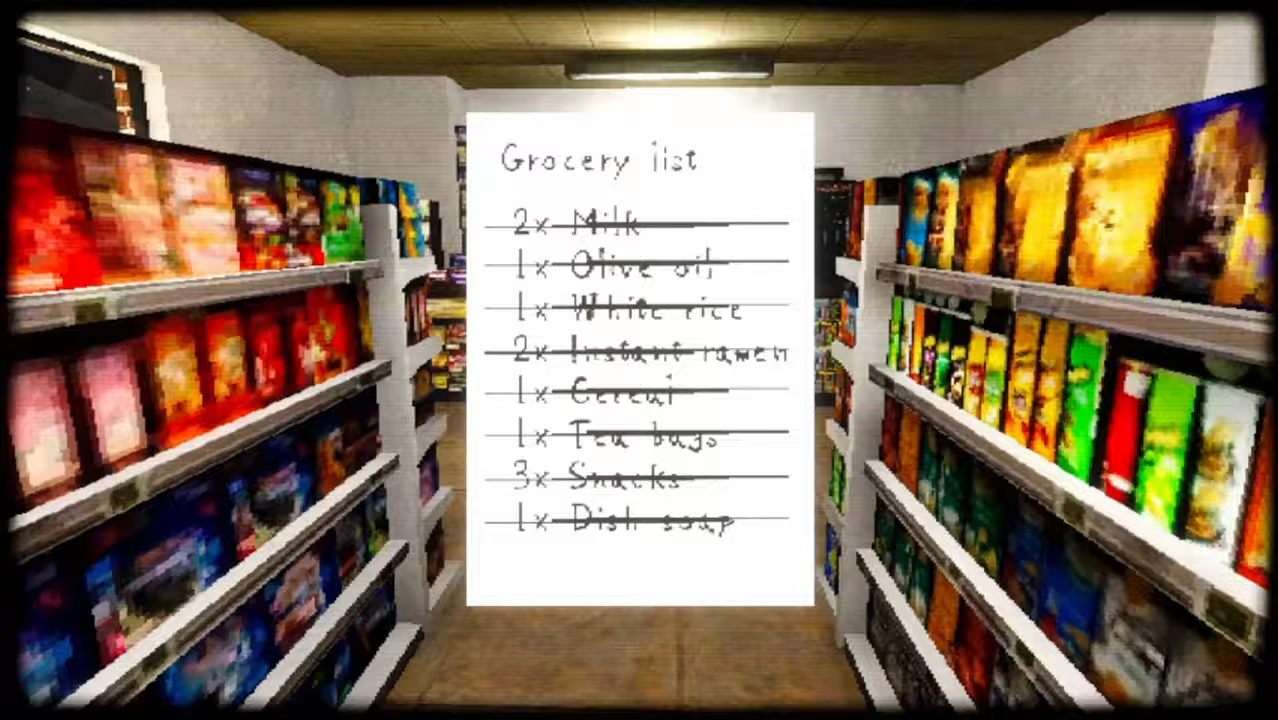 Grocery list
2x Milk
1x Olive oil
1x White rice
2x Instant ramen
1x Cereal
1x Tea bags
3x Snacks
1x Dish soap